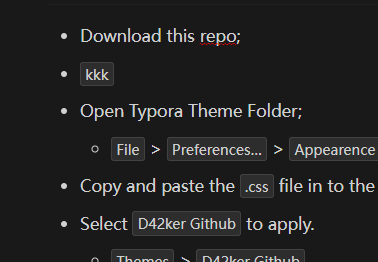 Download this repo;
kkk
Open Typora Theme Folder;
File > Preferences... > Appearence
Copy and paste the .css file in to the
Select D42ker Github to apply.
Themes > D42ker Github